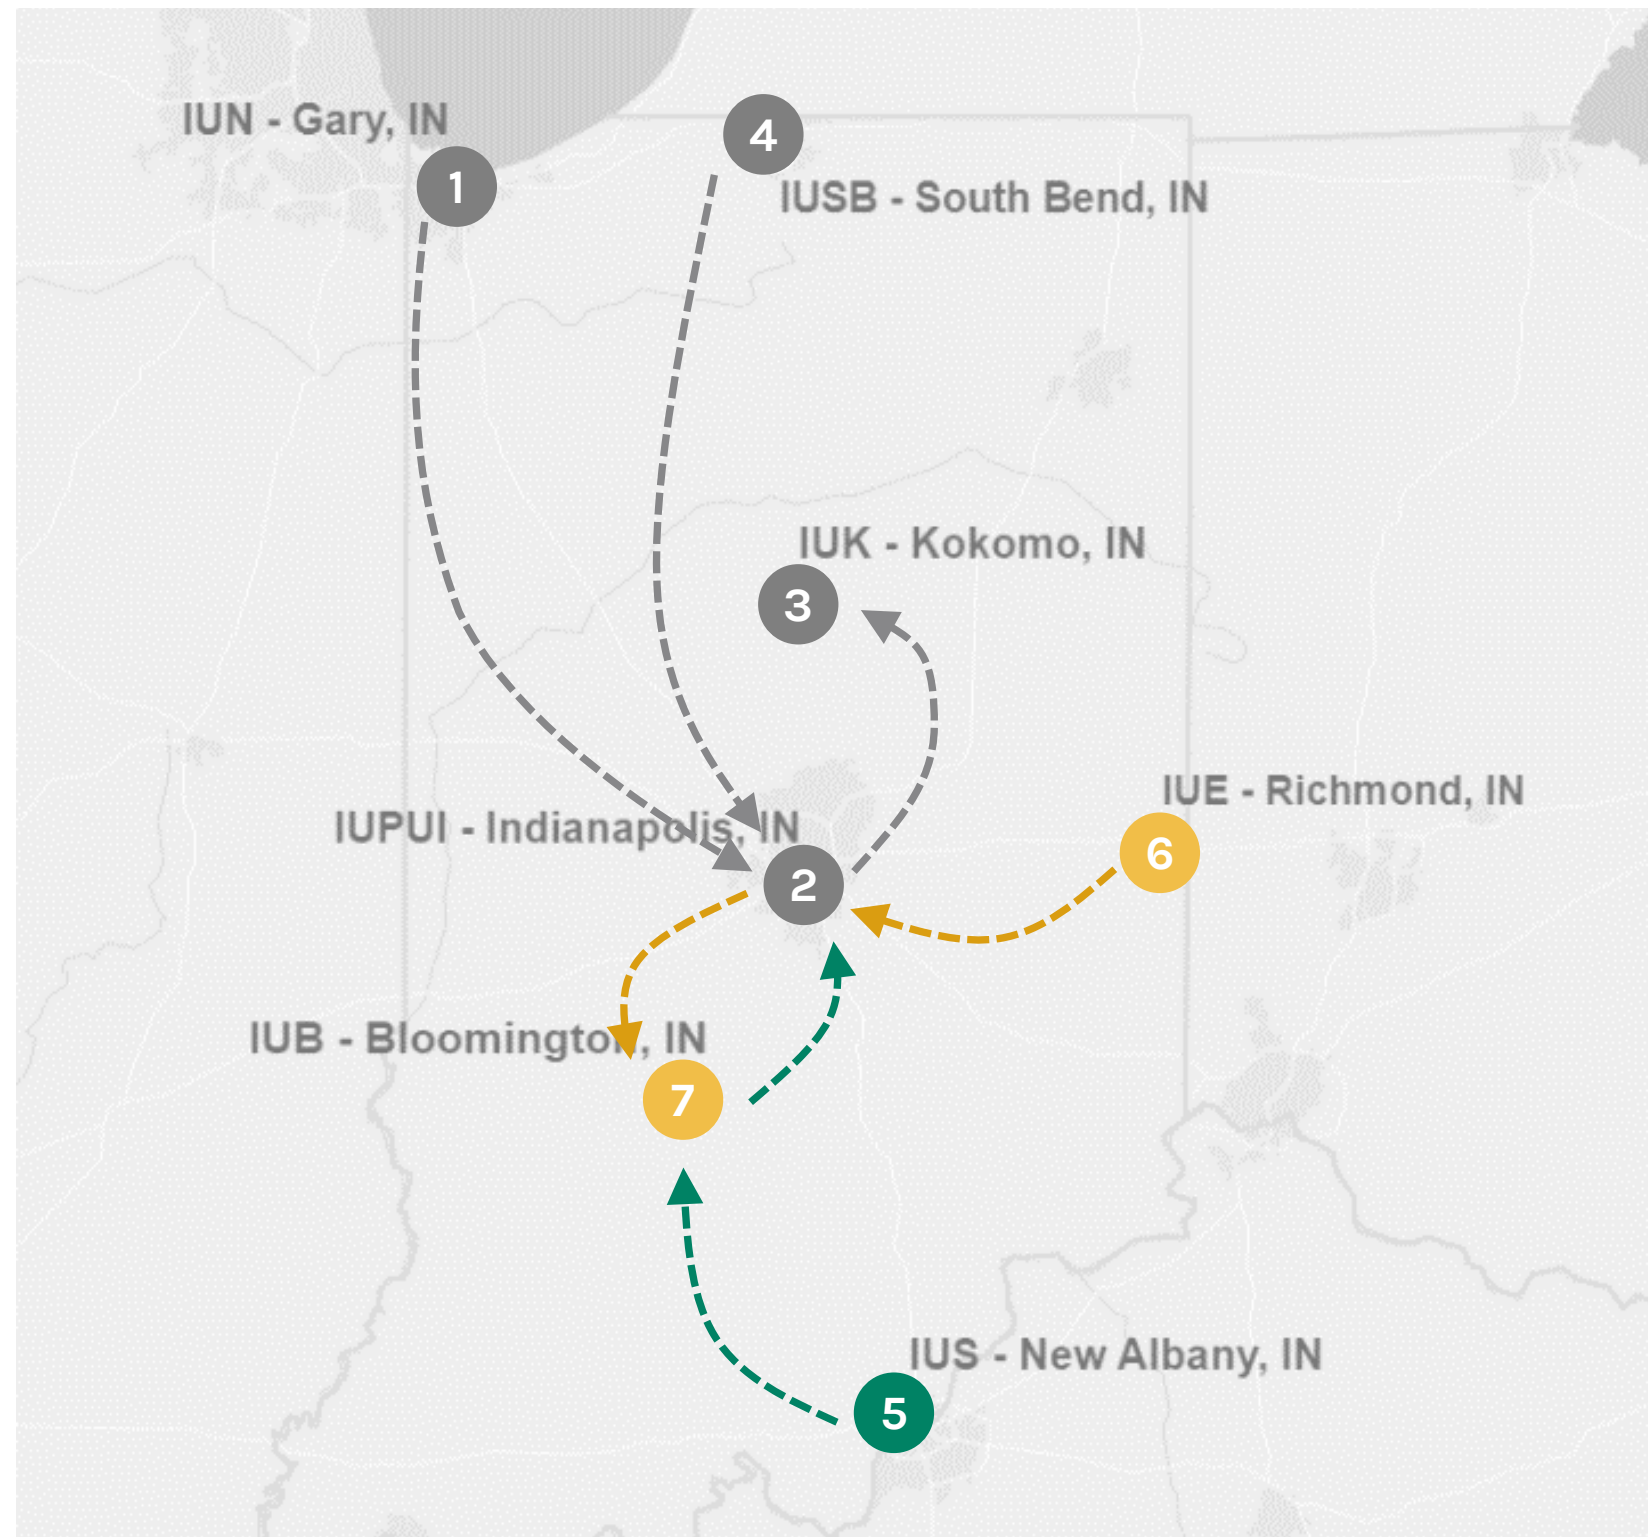 IUN - Gary, IN
1
4
IUSB - South Bend, IN
IUK - Kokomo, IN
3
IUE - Richmond, IN
6
IUPUI - Indianapolis, IN
2
IUB - Bloomington, IN
7
IUS - New Albany, IN
5